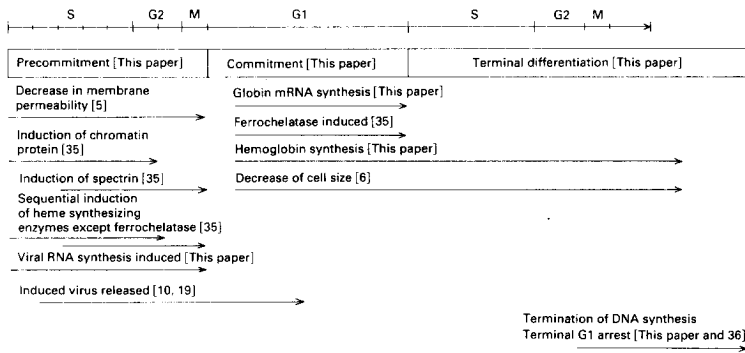 S G2 M G1 S G2 M
Precommitment [This paper] Commitment [This paper] Terminal differentiation [This paper]
Decrease in membrane
permeability [5]
Globin mRNA synthesis [This paper]
Ferrochelatase induced [35]
Induction of chromatin
protein [35]
Hemoglobin synthesis [This paper]
Induction of spectrin [35]
Decrease of cell size [6]
Sequential induction
of heme synthesizing
enzymes except ferrochelatase [35]
Viral RNA synthesis induced [This paper]
Induced virus released [10, 19]
Termination of DNA synthesis
Terminal G1 arrest [This paper and 36]